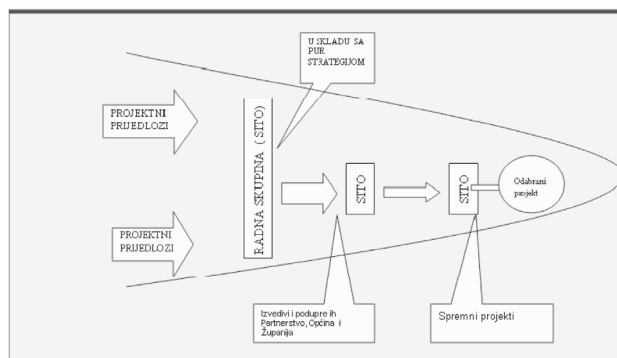 U SKLADU SA
PUR
STRATEGIJOM
PROJEKTNI
PRIJEDLOZI
RADNA SKUPINA ( SITO)
SITO
SITO
Odabrani
projekt
PROJEKTNI
PRIJEDLOZI
Izvedivi i podupre ih
Partnerstvo, Općina i
Županija
Spremni projekti